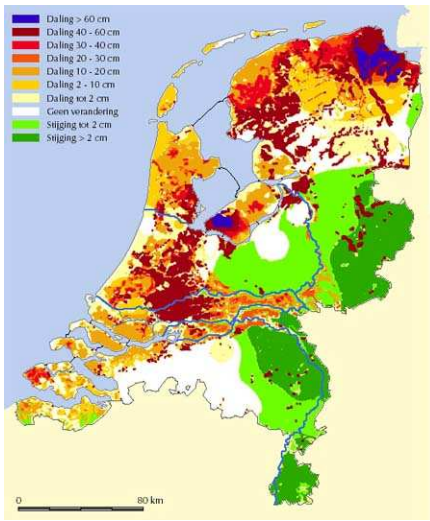 Daling > 60 cm
Daling 40 - 60 cm
Daling 30 - 40 cm
Daling 20 - 30 cm
Daling 10 - 20 cm
Daling 2 - 10 cm
Daling tot 2 cm
Geen verandering
Stijging tot 2 cm
Stijging > 2 cm
0 80 km